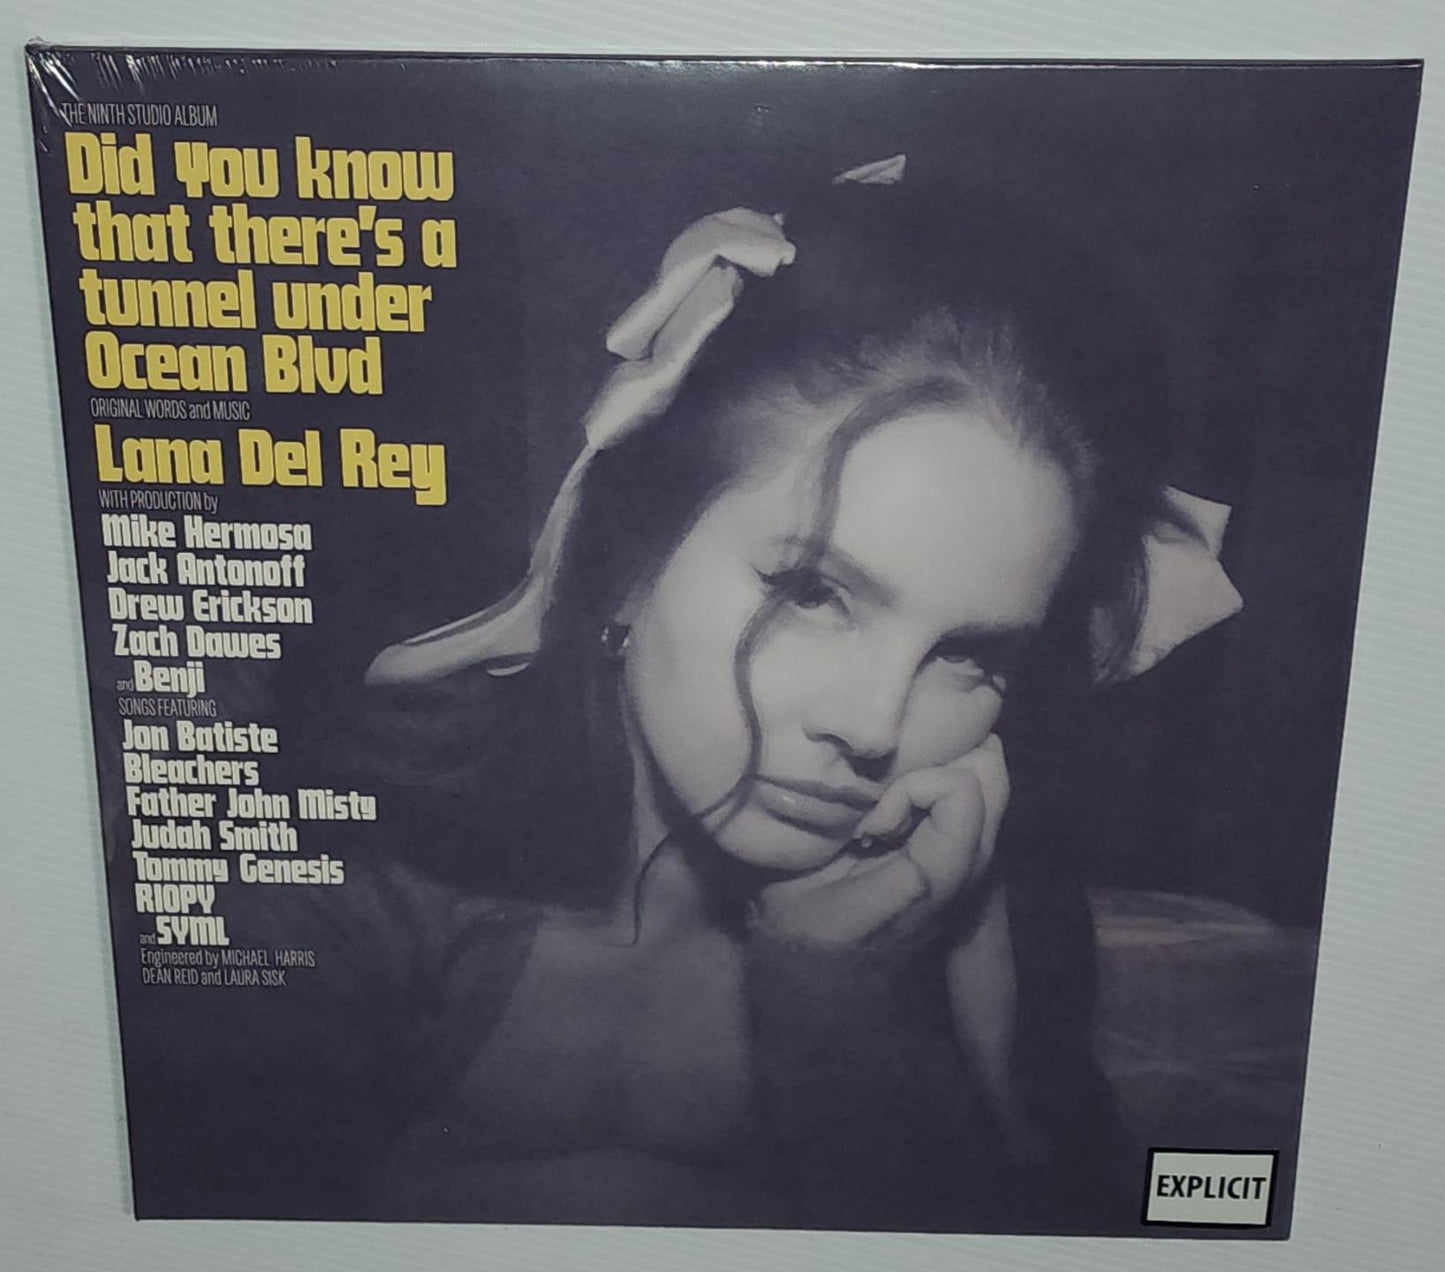 THE NINTH STUDIO ALBUM
Did you know
that there's a
tunnel under
Ocean Blvd
ORIGINAL WORDS and MUSIC
Lana Del Rey
WITH PRODUCTION by
Mike Hermosa
Jack Antonoff
Drew Erickson
Zach Dawes
and Benji
SONGS FEATURING
Jon Batiste
Bleachers
Father John Misty
Judah Smith
Tommy Genesis
RIOPY
and SYML
Engineered by MICHAEL HARRIS
DEAN REID and LAURA SISK
EXPLICIT